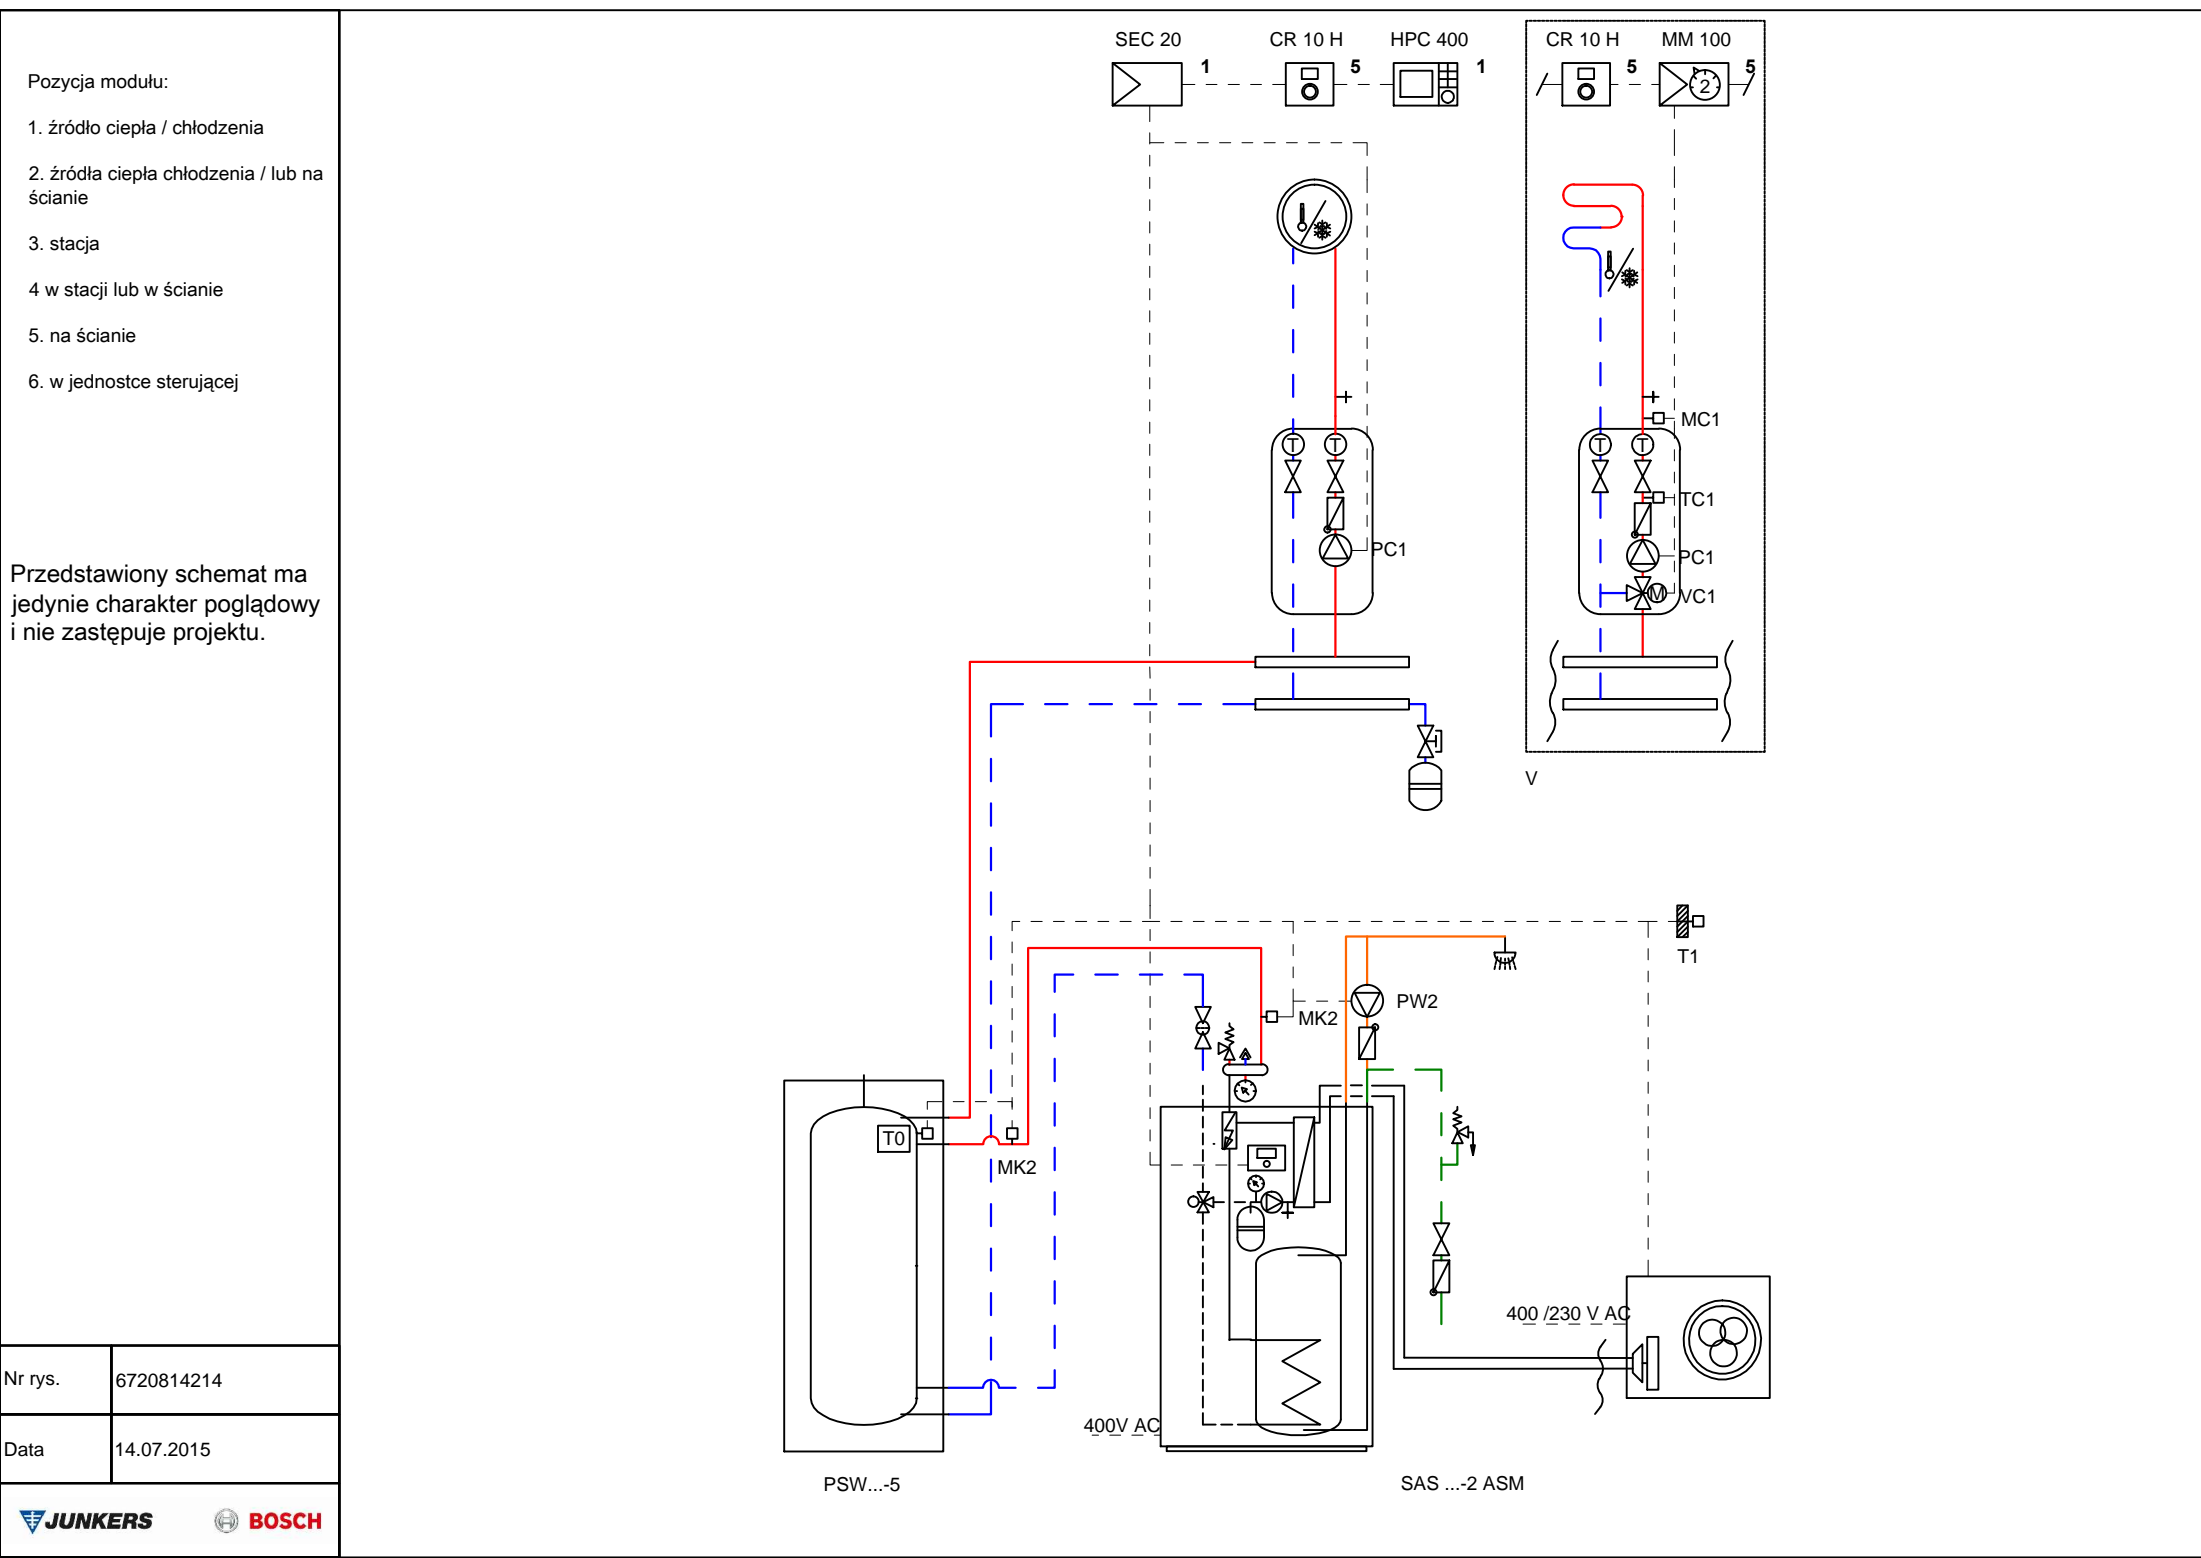 Pozycja modułu:
1. źródło ciepła / chłodzenia
2. źródła ciepła chłodzenia / lub na
ścianie
3. stacja
4 w stacji lub w ścianie
5. na ścianie
6. w jednostce sterującej
Przedstawiony schemat ma
jedynie charakter poglądowy
i nie zastępuje projektu.
Nr rys. 6720814214
Data 14.07.2015
JUNKERS BOSCH
SEC 20 CR 10 H HPC 400
1 5 1
CR 10 H MM 100
5 2 5
MC1
T T
T T
TC1
PC1
PC1
M VC1
V
T1
PW2
MK2
T0
MK2
400 /230 V AC
400V AC
PSW...-5
SAS ...-2 ASM